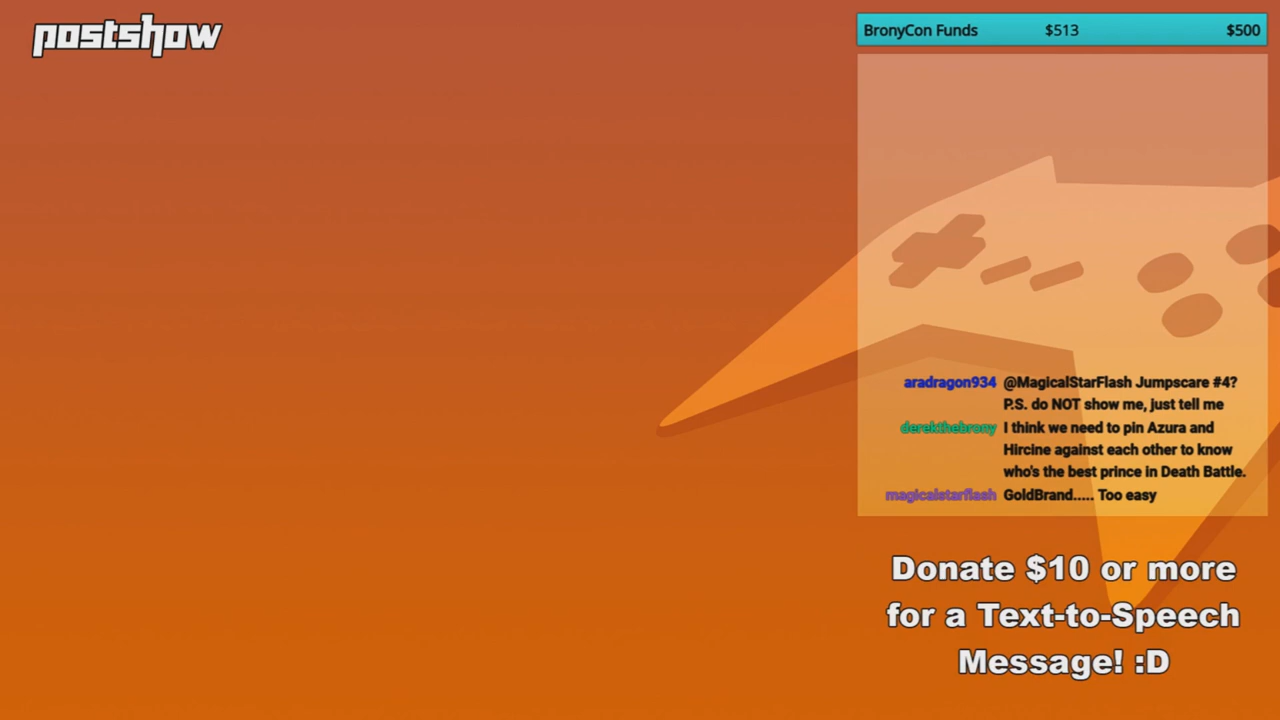 postshow
BronyCon Funds $513 $500
aradragon934 @MagicalStarFlash Jumpscare #4?
P.S. do NOT show me, just tell me
derekthebrony I think we need to pin Azura and
Hircine against each other to know
who's the best prince in Death Battle.
magicalstarflash GoldBrand..... Too easy
Donate $10 or more
for a Text-to-Speech
Message! :D